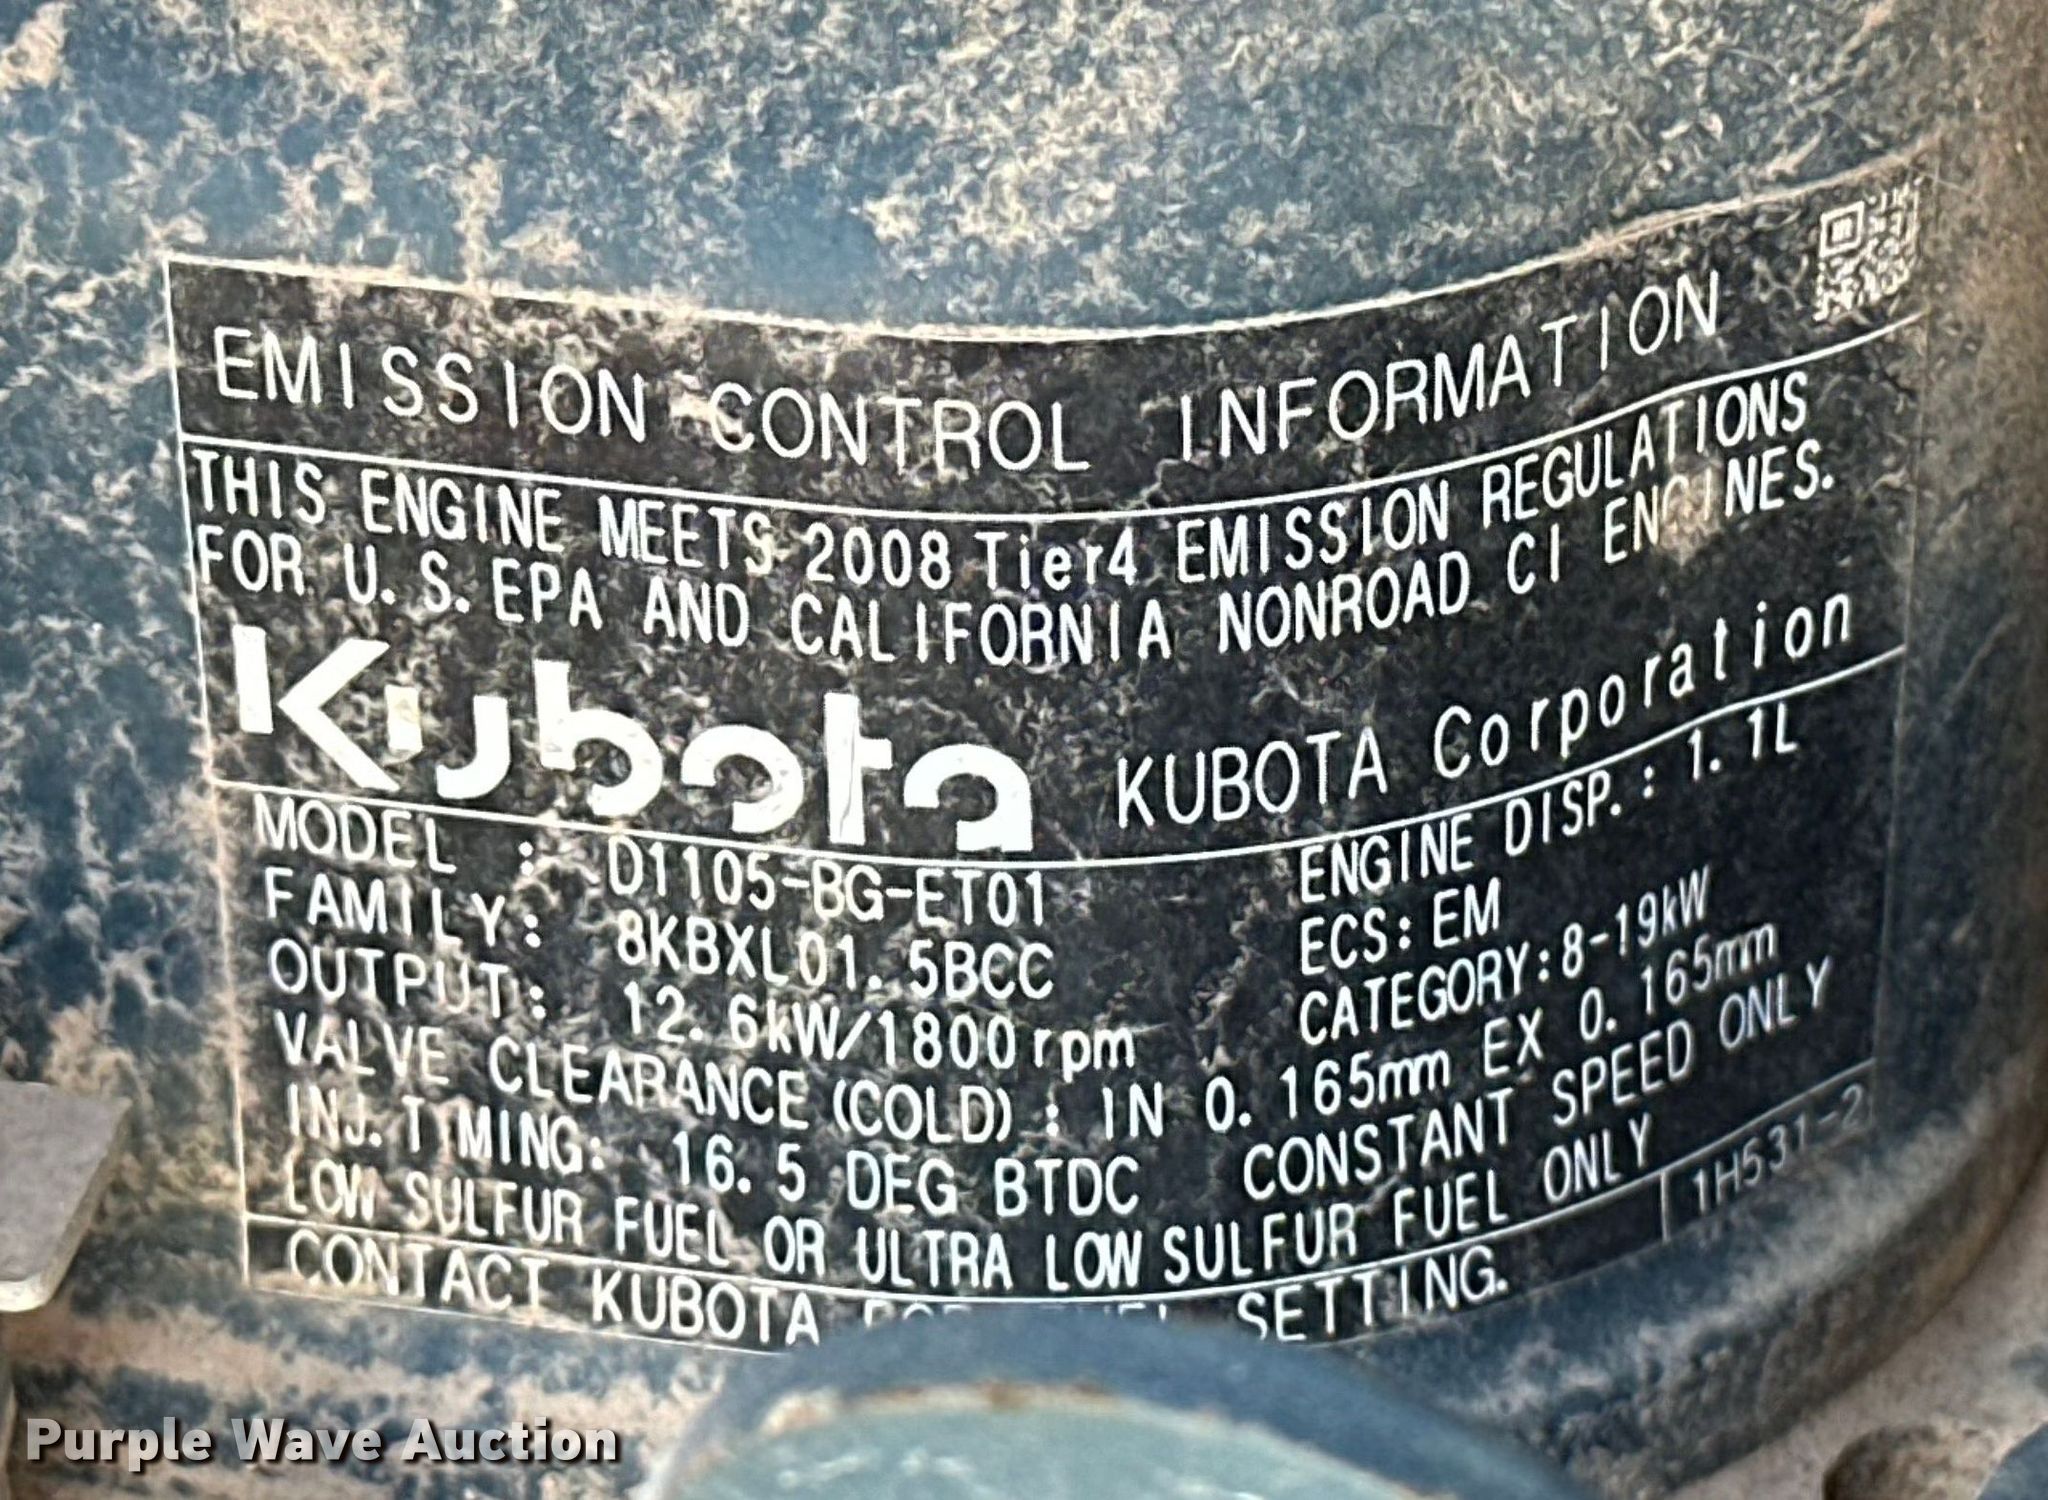 EMISSION CONTROL INFORMATION
THIS ENGINE MEETS 2008 Tier4 EMISSION REGULATIONS
FOR U.S.EPA AND CALIFORNIA NONROAD CI ENGINES.
Kubota KUBOTA Corporation
MODEL : D1105-BG-ET01 ENGINE DISP.: 1.1L
FAMILY: 8KBXL01.5BCC ECS: EM
OUTPUT: 12.6kW/1800rpm CATEGORY:8-19kW
VALVE CLEARANCE (COLD) : IN 0.165mm EX 0.165mm
INJ.TIMING: 16.5 DEG BTDC CONSTANT SPEED ONLY
LOW SULFUR FUEL OR ULTRA LOW SULFUR FUEL ONLY
1H531-2
CONTACT KUBOTA SETTING.
Purple Wave Auction